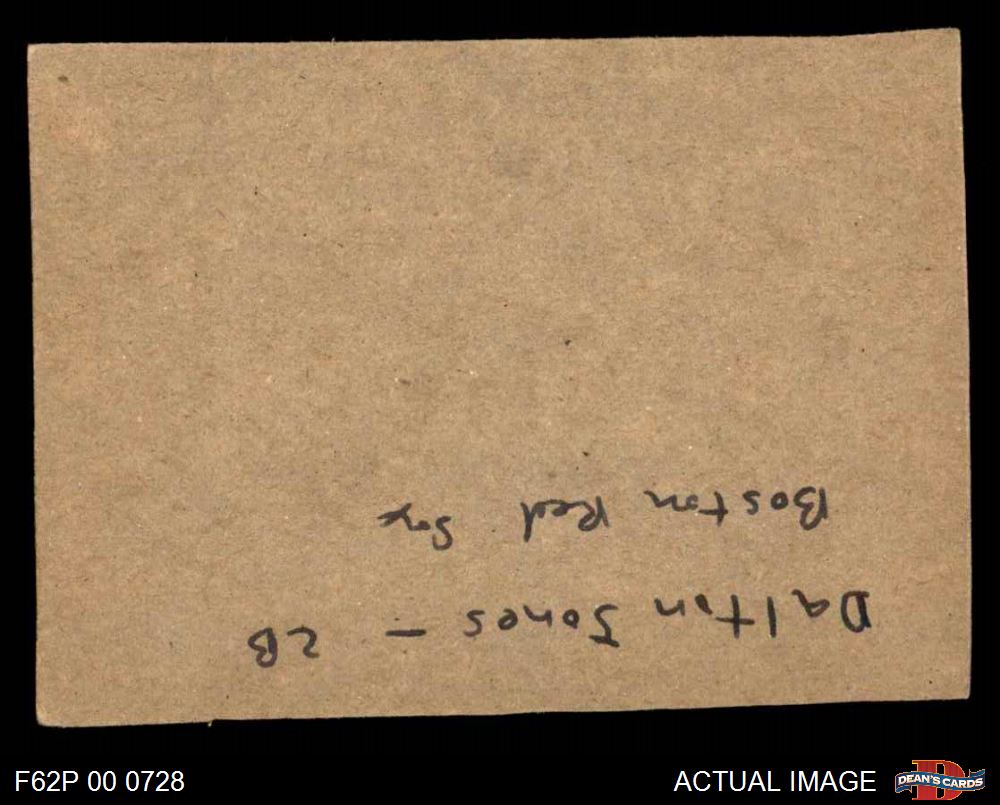 Dalton Jones - 2B
Boston Red Sox
F62P 00 0728
ACTUAL IMAGE
DEAN'S CARDS